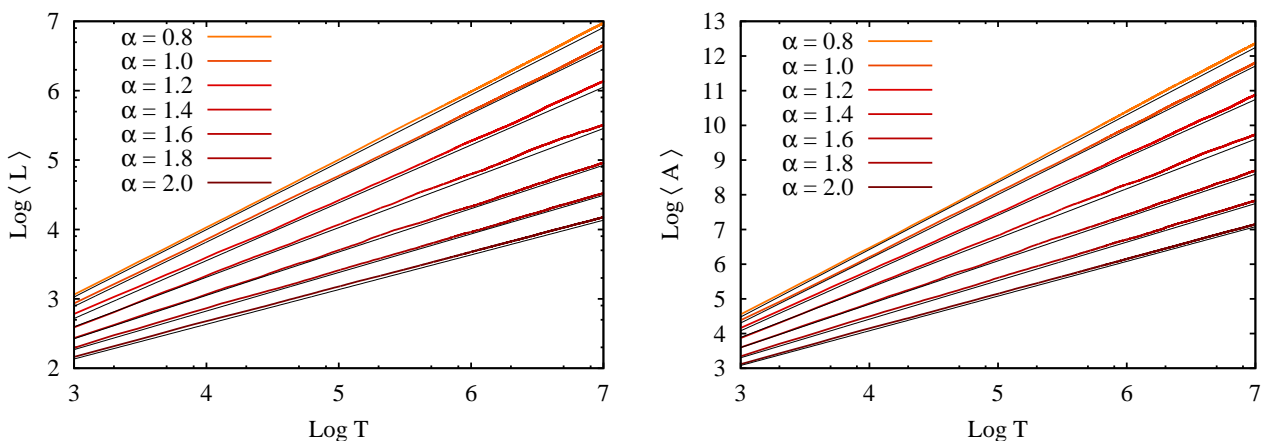 7
6
5
4
3
2
3 4 5 6 7
Log ⟨ L ⟩
Log T
α = 0.8
α = 1.0
α = 1.2
α = 1.4
α = 1.6
α = 1.8
α = 2.0
13
12
11
10
9
8
7
6
5
4
3
3 4 5 6 7
Log ⟨ A ⟩
Log T
α = 0.8
α = 1.0
α = 1.2
α = 1.4
α = 1.6
α = 1.8
α = 2.0